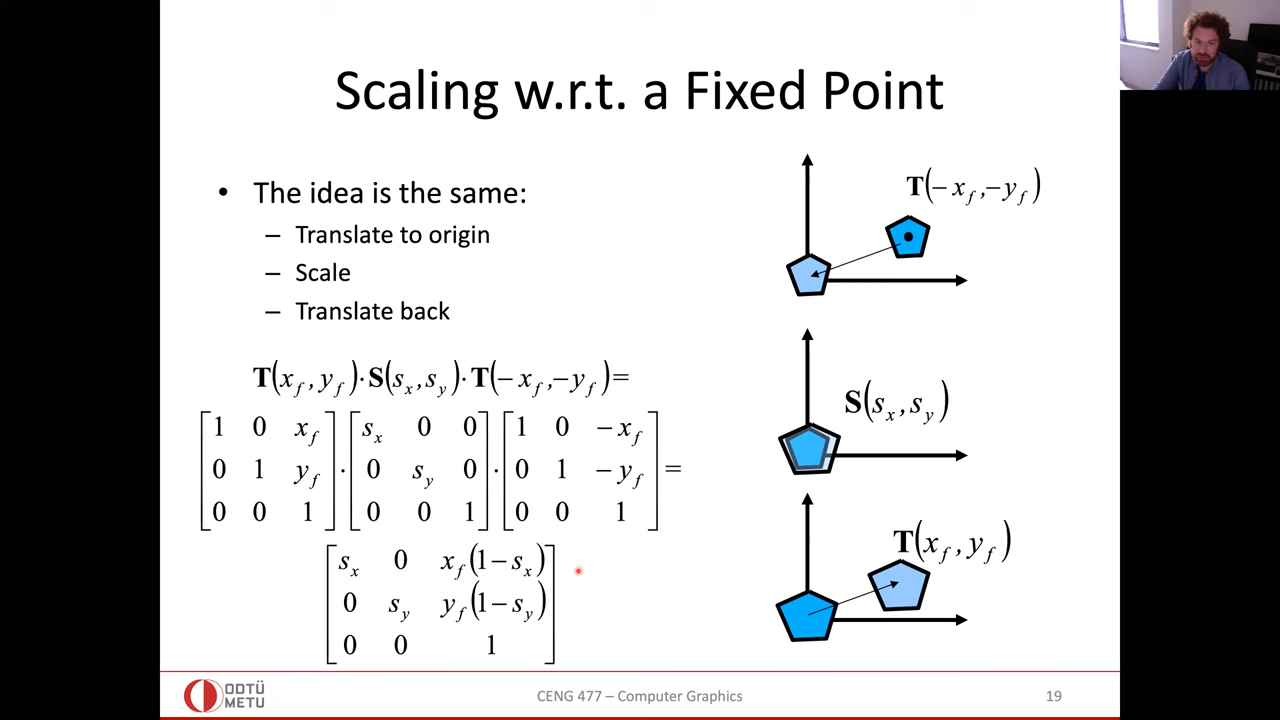 Scaling w.r.t. a Fixed Point
• The idea is the same:
– Translate to origin
– Scale
– Translate back
T(x_f, y_f)·S(s_x, s_y)·T(−x_f, −y_f)=
[1 0 x_f] [s_x 0 0] [1 0 −x_f]
[0 1 y_f] · [0 s_y 0] · [0 1 −y_f] =
[0 0 1] [0 0 1] [0 0 1]
[s_x 0 x_f(1−s_x)]
[0 s_y y_f(1−s_y)]
[0 0 1]
T(−x_f, −y_f)
S(s_x, s_y)
T(x_f, y_f)
ODTÜ
METU
CENG 477 – Computer Graphics
19